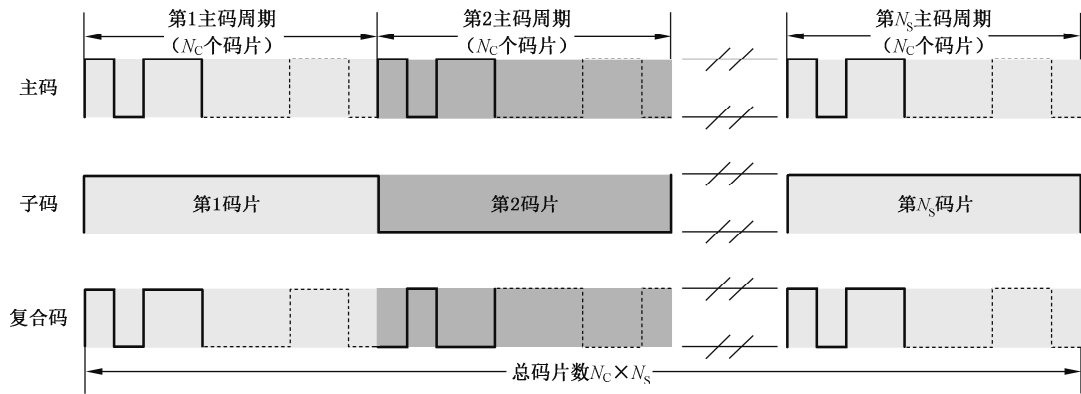 第1主码周期
（N_C个码片）
第2主码周期
（N_C个码片）
第N_S主码周期
（N_C个码片）
主码
子码
第1码片
第2码片
第N_S码片
复合码
总码片数N_C×N_S